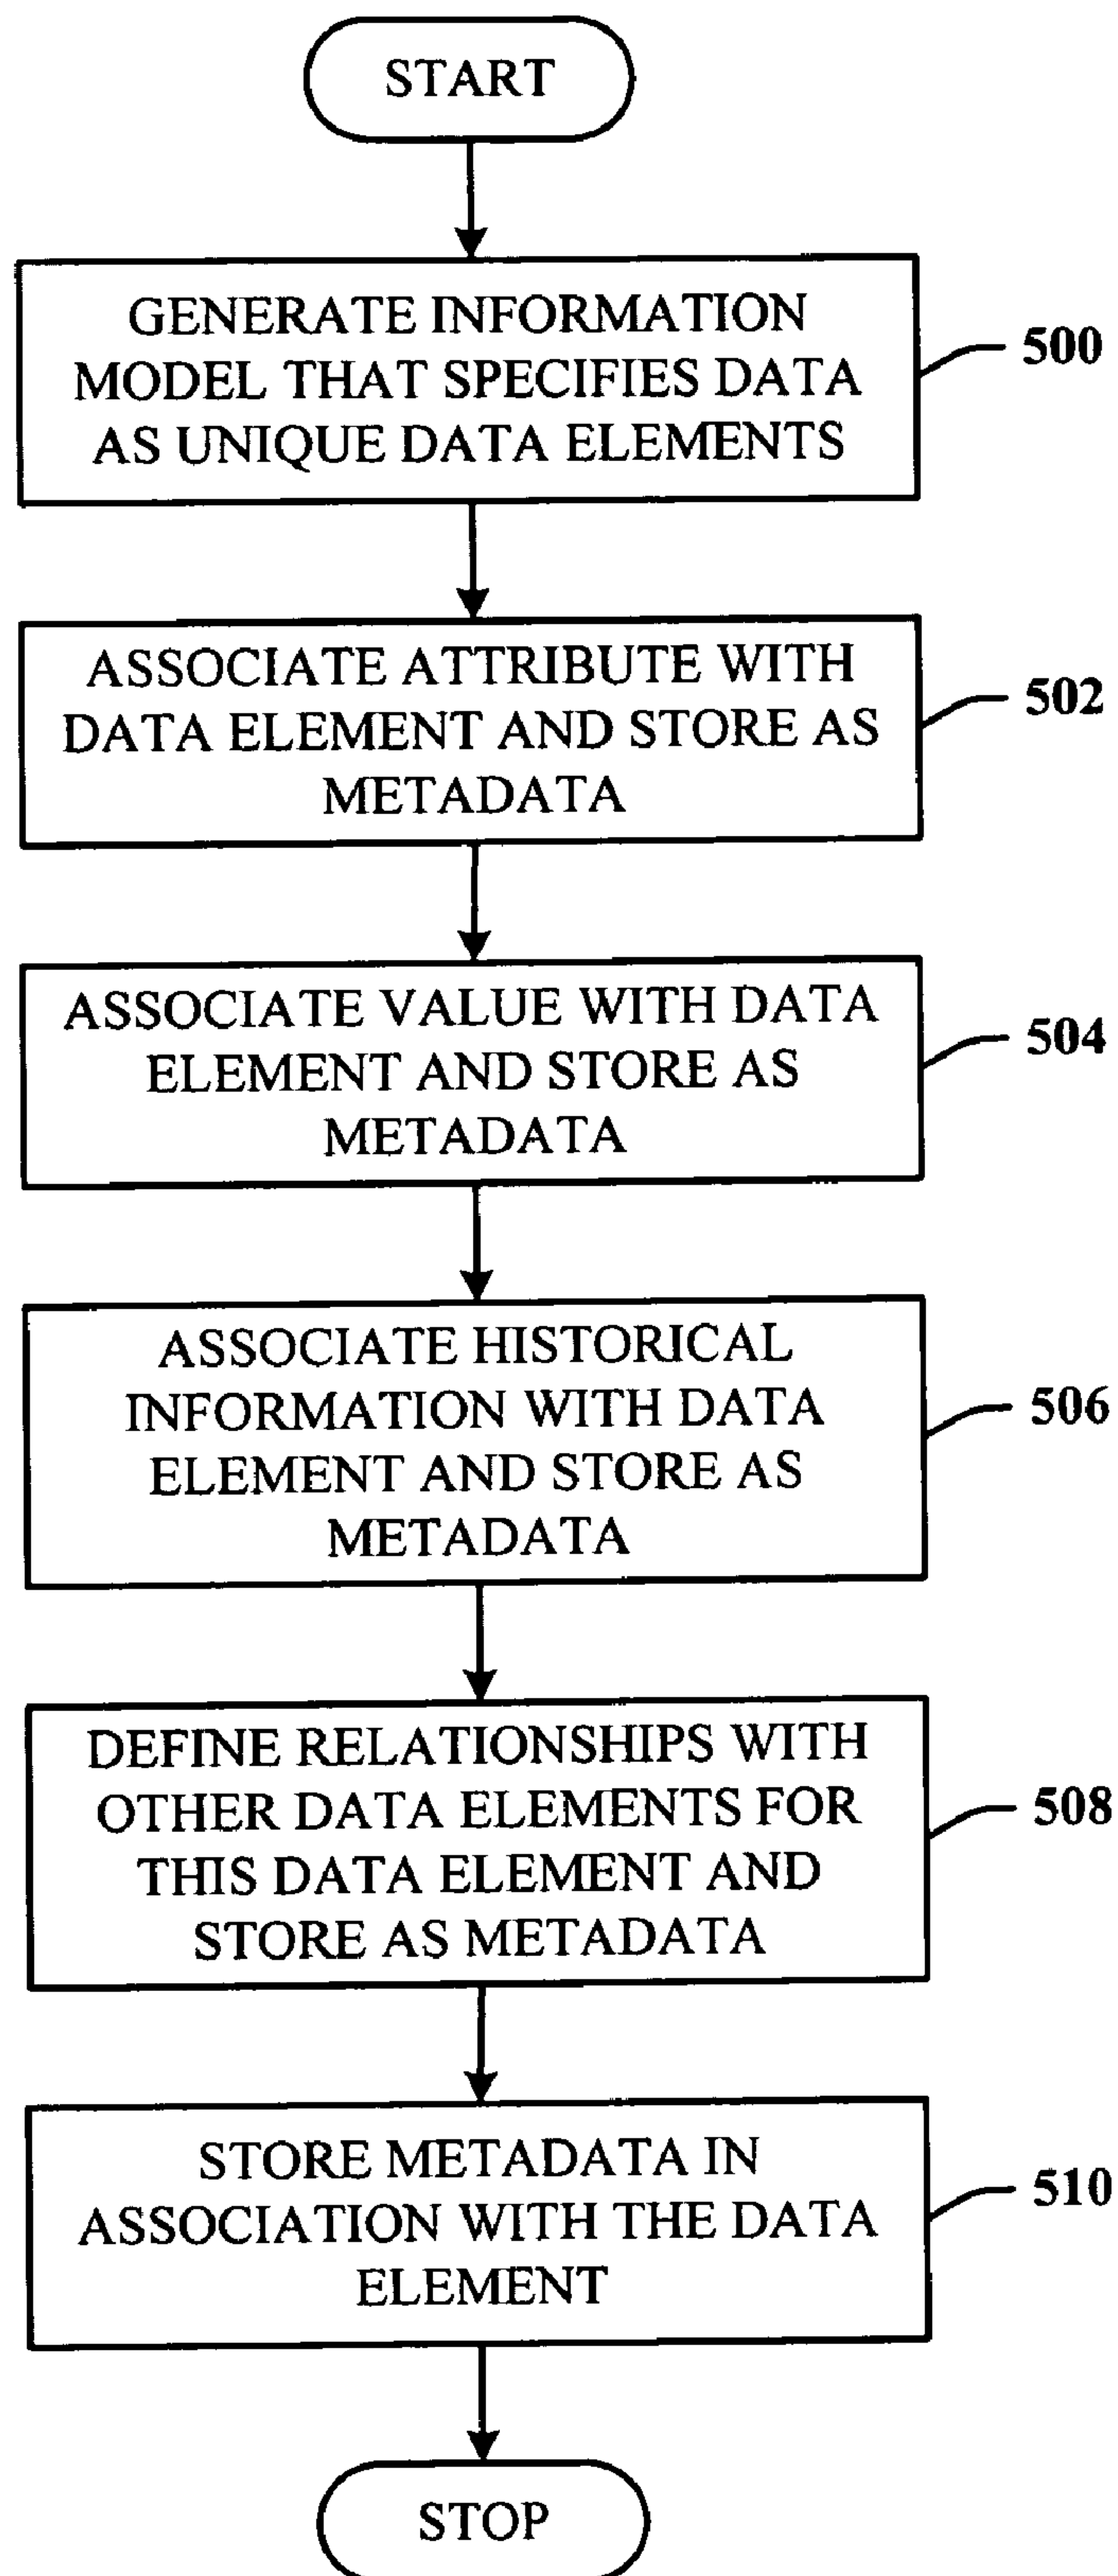 START
GENERATE INFORMATION
MODEL THAT SPECIFIES DATA
AS UNIQUE DATA ELEMENTS
500
ASSOCIATE ATTRIBUTE WITH
DATA ELEMENT AND STORE AS
METADATA
502
ASSOCIATE VALUE WITH DATA
ELEMENT AND STORE AS
METADATA
504
ASSOCIATE HISTORICAL
INFORMATION WITH DATA
ELEMENT AND STORE AS
METADATA
506
DEFINE RELATIONSHIPS WITH
OTHER DATA ELEMENTS FOR
THIS DATA ELEMENT AND
STORE AS METADATA
508
STORE METADATA IN
ASSOCIATION WITH THE DATA
ELEMENT
510
STOP